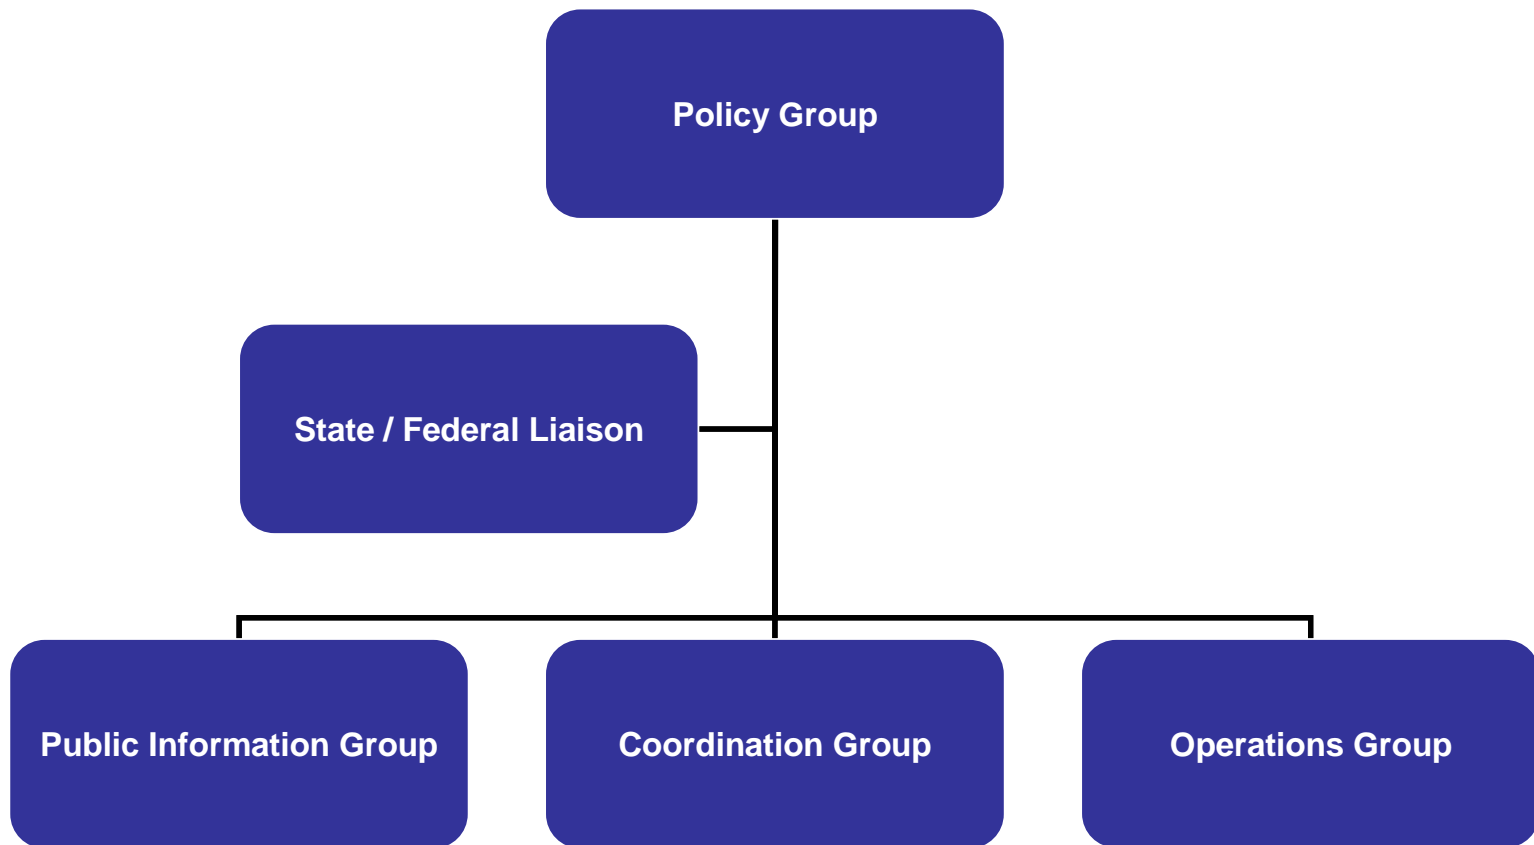 Policy Group
State / Federal Liaison
Public Information Group
Coordination Group
Operations Group